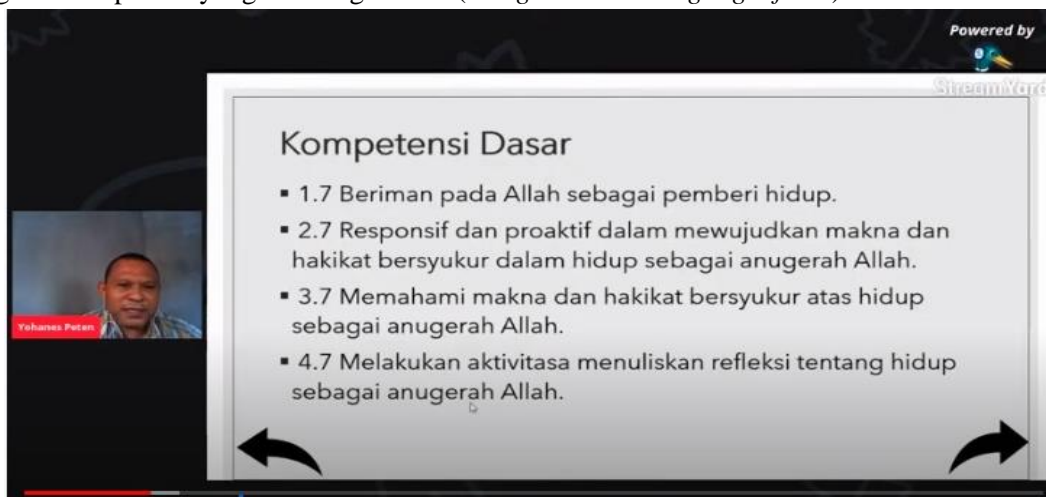 Powered by
StreamYard
Kompetensi Dasar
▪ 1.7 Beriman pada Allah sebagai pemberi hidup.
▪ 2.7 Responsif dan proaktif dalam mewujudkan makna dan
hakikat bersyukur dalam hidup sebagai anugerah Allah.
▪ 3.7 Memahami makna dan hakikat bersyukur atas hidup
sebagai anugerah Allah.
▪ 4.7 Melakukan aktivitasa menuliskan refleksi tentang hidup
sebagai anugerah Allah.
Yohanes Peten